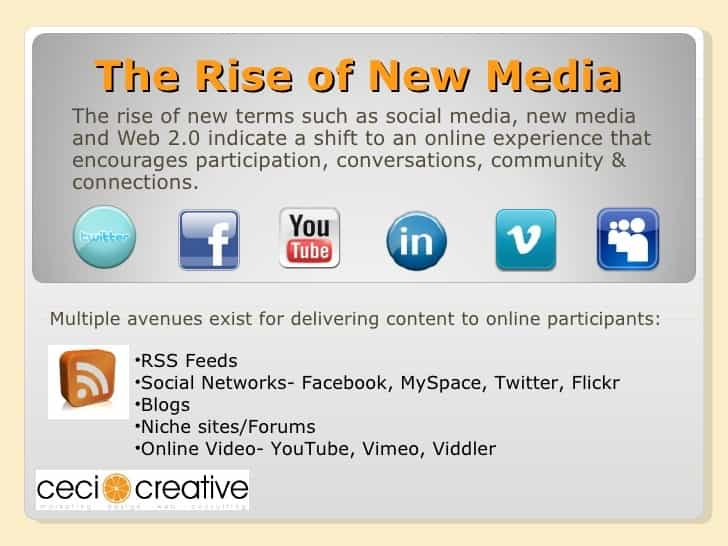 The Rise of New Media
The rise of new terms such as social media, new media
and Web 2.0 indicate a shift to an online experience that
encourages participation, conversations, community &
connections.
twitter
f
You
Tube
in
v
Multiple avenues exist for delivering content to online participants:
•RSS Feeds
•Social Networks- Facebook, MySpace, Twitter, Flickr
•Blogs
•Niche sites/Forums
•Online Video- YouTube, Vimeo, Viddler
ceci creative
marketing design web consulting